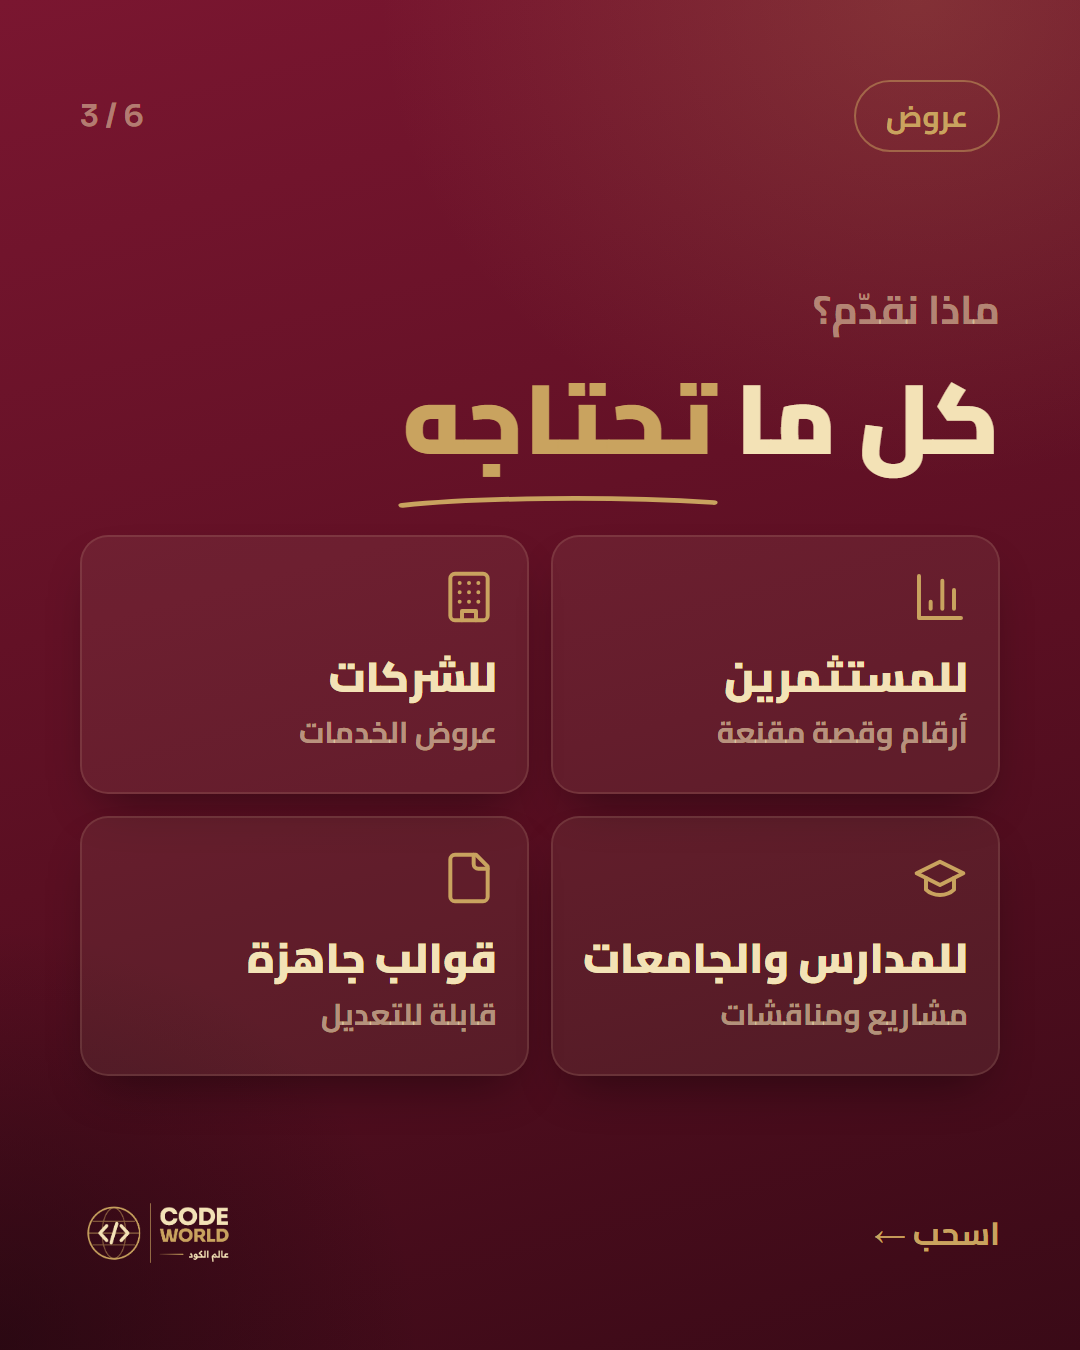 عروض
3 / 6
ماذا نقدّم؟
كل ما تحتاجه
للمستثمرين
أرقام وقصة مقنعة
للشركات
عروض الخدمات
للمدارس والجامعات
مشاريع ومناقشات
قوالب جاهزة
قابلة للتعديل
اسحب ←
</>
CODE
WORLD
عالم الكود